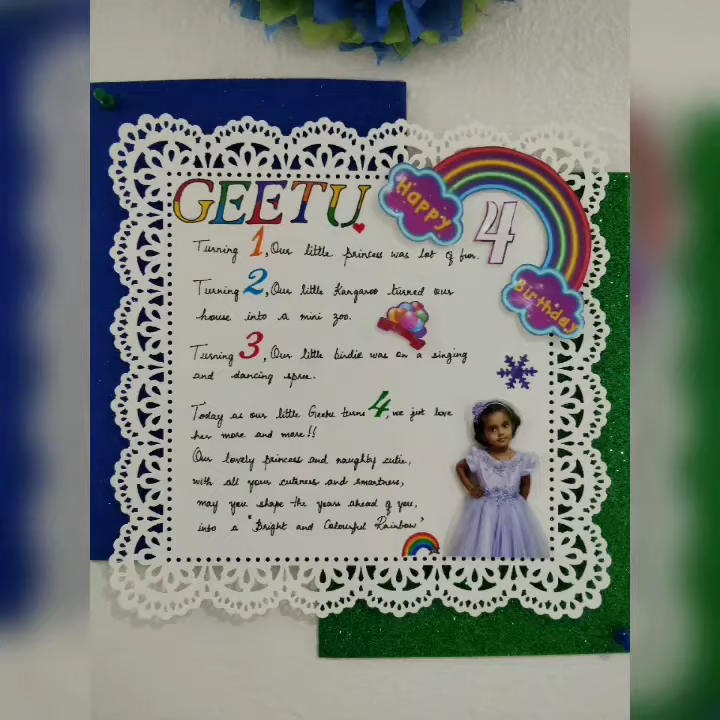 GEETU
Happy
4
Birthday
Turning 1, Our little princess was lot of fun.
Turning 2, Our little Kangaroo turned our
house into a mini zoo.
Turning 3, Our little birdie was on a singing
and dancing spree.
Today as our little Geetu turns 4, we just love
her more and more!!
Our lovely princess and naughty cutie,
with all your cuteness and smartness,
may you shape the years ahead of you,
into a "Bright and Colourful Rainbow"